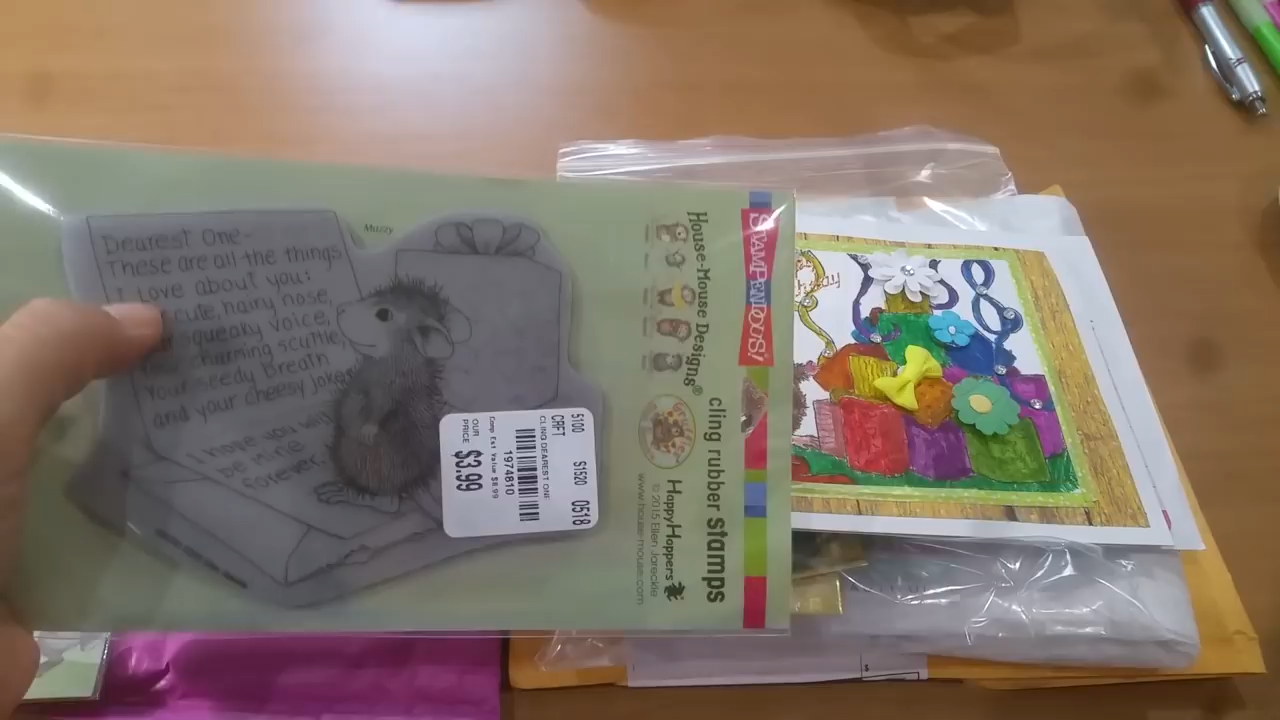 Dearest One-
These are all the things
I love about you:
cute, hairy nose,
squeaky voice,
charming scuttle,
Your seedy breath
and your cheesy jokes
I hope you will
be mine
forever.
Muzzy
5100 S1520 0518
CRFT
CLING DEAREST ONE
1974810
Comp Est Value $8.99
OUR PRICE $3.99
House-Mouse Designs®
HappyHoppers
© 2015 Ellen Jareckie
www.house-mouse.com
cling rubber stamps
STAMPENDOUS!
$